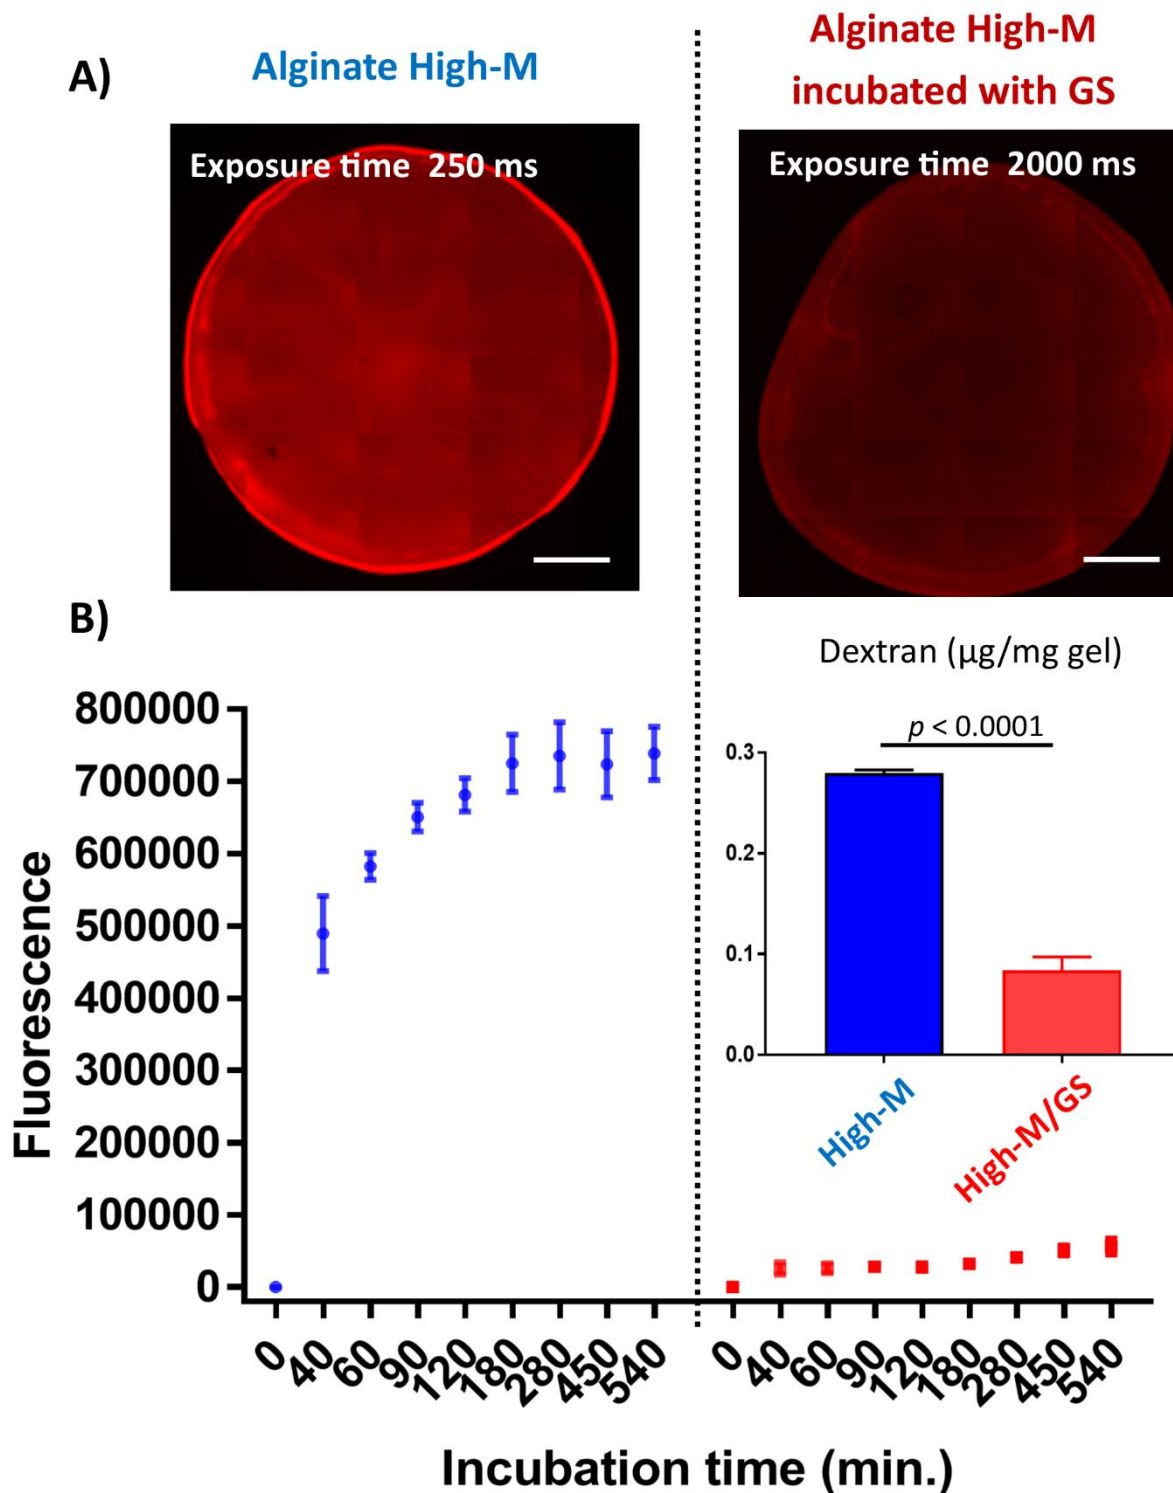 A)
Alginate High-M
Alginate High-M
incubated with GS
Exposure time 250 ms
Exposure time 2000 ms
B)
Dextran (µg/mg gel)
p < 0.0001
0.3
0.2
0.1
0.0
High-M
High-M/GS
Fluorescence
800000
700000
600000
500000
400000
300000
200000
100000
0
0 40 60 90 120 180 280 450 540
0 40 60 90 120 180 280 450 540
Incubation time (min.)